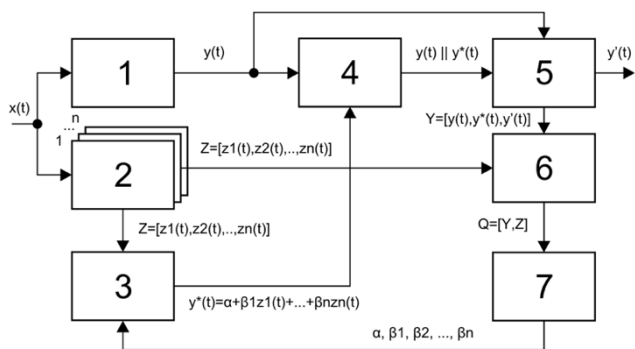 y(t)
1
4
y(t) || y*(t)
5
y'(t)
x(t)
...n
1
2
Z=[z1(t),z2(t),..,zn(t)]
Y=[y(t),y*(t),y'(t)]
6
Z=[z1(t),z2(t),..,zn(t)]
Q=[Y,Z]
3
y*(t)=α+β1z1(t)+...+βnzn(t)
7
α, β1, β2, ..., βn